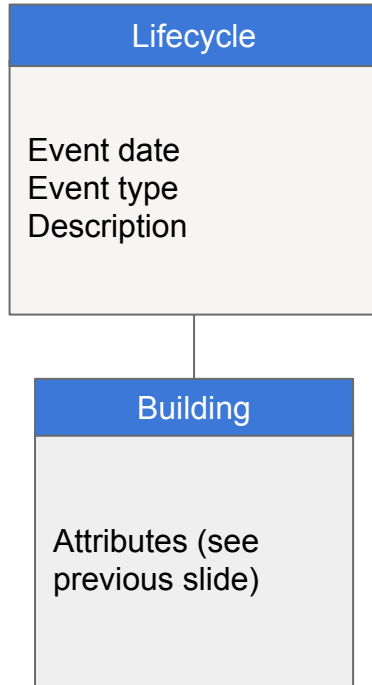 Lifecycle
Event date
Event type
Description
Building
Attributes (see
previous slide)